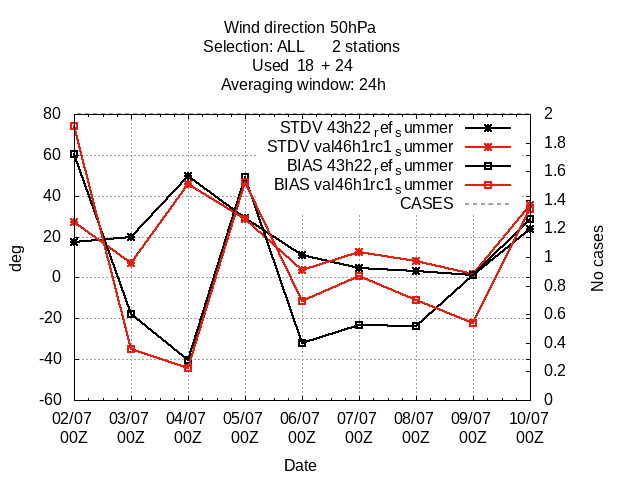 Wind direction 50hPa
Selection: ALL 2 stations
Used 18 + 24
Averaging window: 24h
80
60
40
20
0
-20
-40
-60
deg
2
1.8
1.6
1.4
1.2
1
0.8
0.6
0.4
0.2
0
No cases
STDV 43h22refsummer
STDV val46h1rc1summer
BIAS 43h22refsummer
BIAS val46h1rc1summer
CASES
02/07 03/07 04/07 05/07 06/07 07/07 08/07 09/07 10/07
00Z 00Z 00Z 00Z 00Z 00Z 00Z 00Z 00Z
Date